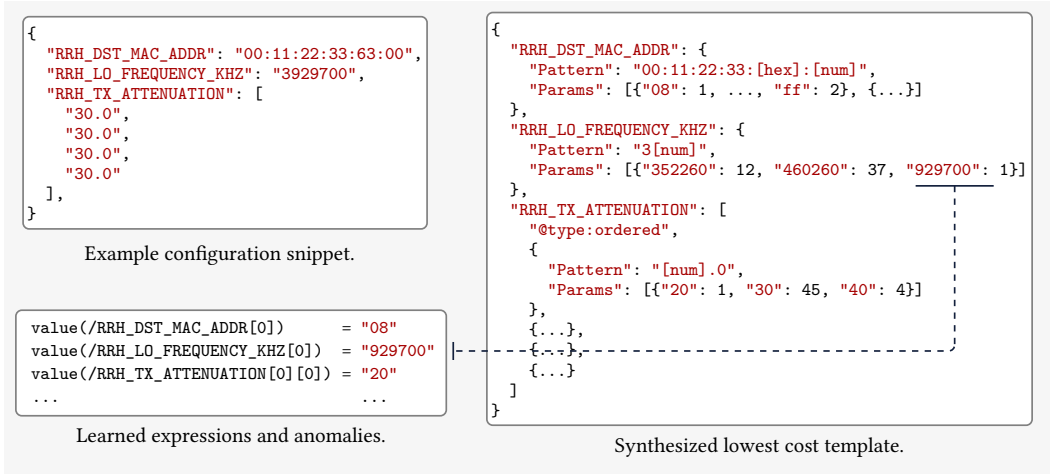 {
"RRH_DST_MAC_ADDR": "00:11:22:33:63:00",
"RRH_LO_FREQUENCY_KHZ": "3929700",
"RRH_TX_ATTENUATION": [
"30.0",
"30.0",
"30.0",
"30.0"
],
}
Example configuration snippet.
value(/RRH_DST_MAC_ADDR[0]) = "08"
value(/RRH_LO_FREQUENCY_KHZ[0]) = "929700"
value(/RRH_TX_ATTENUATION[0][0]) = "20"
... ...
Learned expressions and anomalies.
{
"RRH_DST_MAC_ADDR": {
"Pattern": "00:11:22:33:[hex]:[num]",
"Params": [{"08": 1, ..., "ff": 2}, {...}]
},
"RRH_LO_FREQUENCY_KHZ": {
"Pattern": "3[num]",
"Params": [{"352260": 12, "460260": 37, "929700": 1}]
},
"RRH_TX_ATTENUATION": [
"@type:ordered",
{
"Pattern": "[num].0",
"Params": [{"20": 1, "30": 45, "40": 4}]
},
{...},
{...},
{...}
]
}
Synthesized lowest cost template.